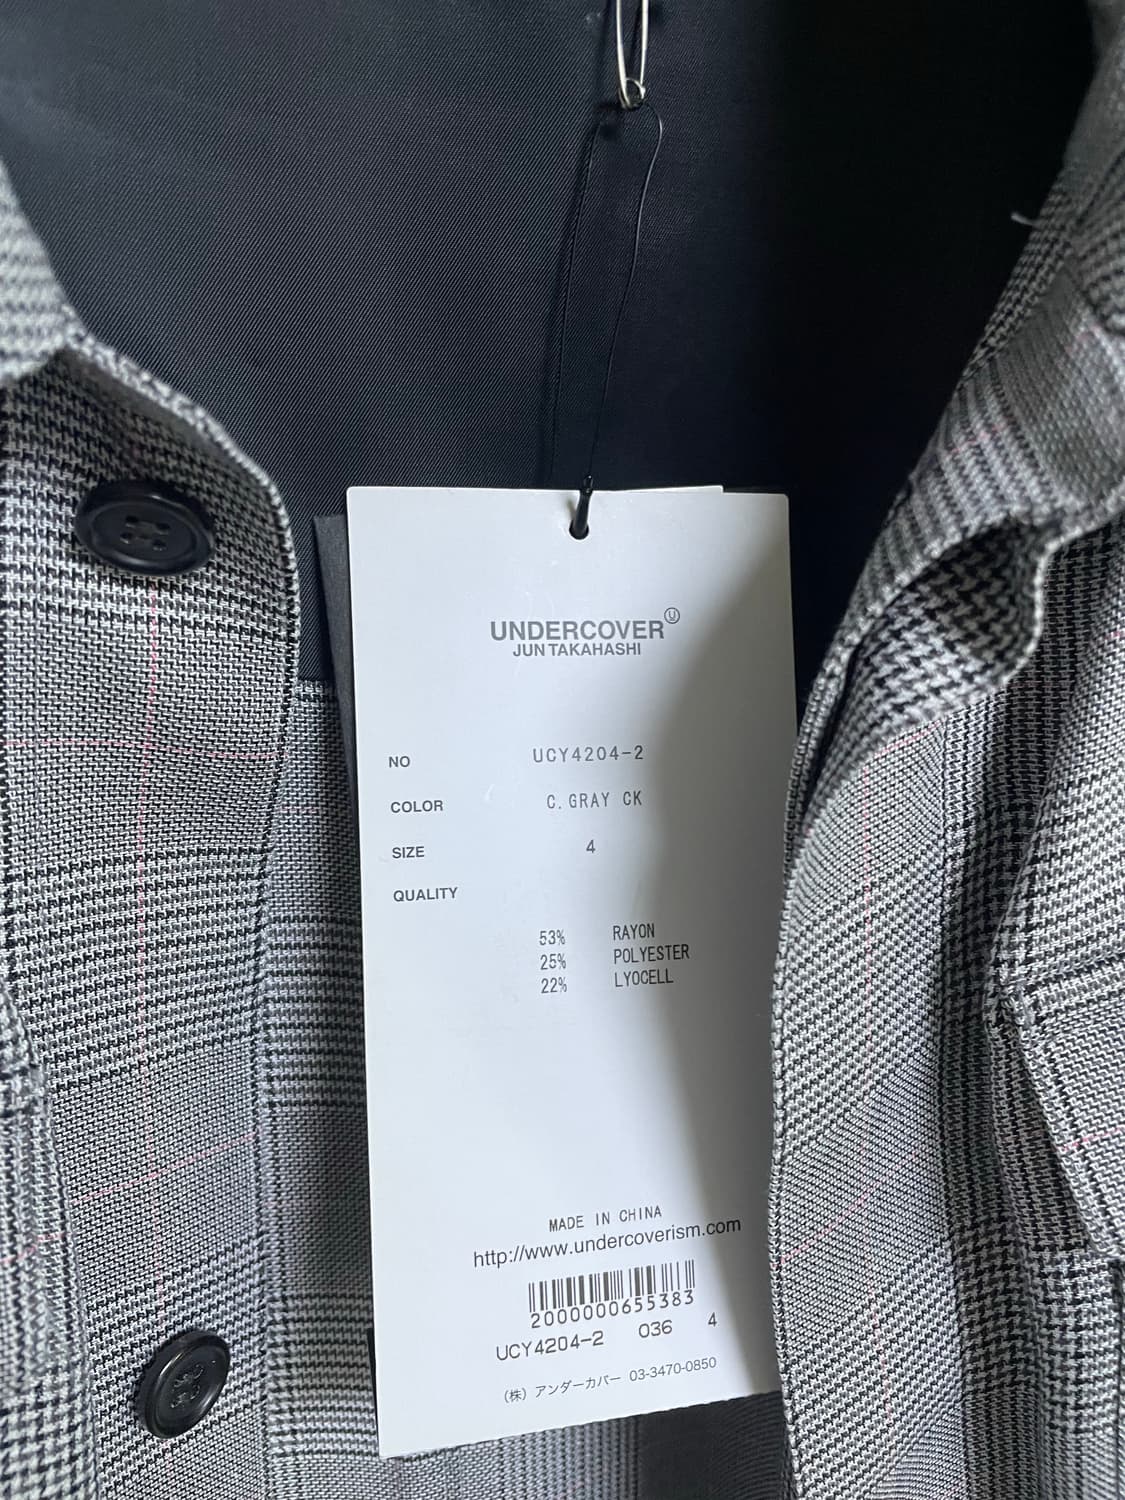 UNDERCOVER Ⓤ
JUN TAKAHASHI
NO UCY4204-2
COLOR C.GRAY CK
SIZE 4
QUALITY
53% RAYON
25% POLYESTER
22% LYOCELL
MADE IN CHINA
http://www.undercoverism.com
2000000655383
UCY4204-2 036 4
(株) アンダーカバー 03-3470-0850